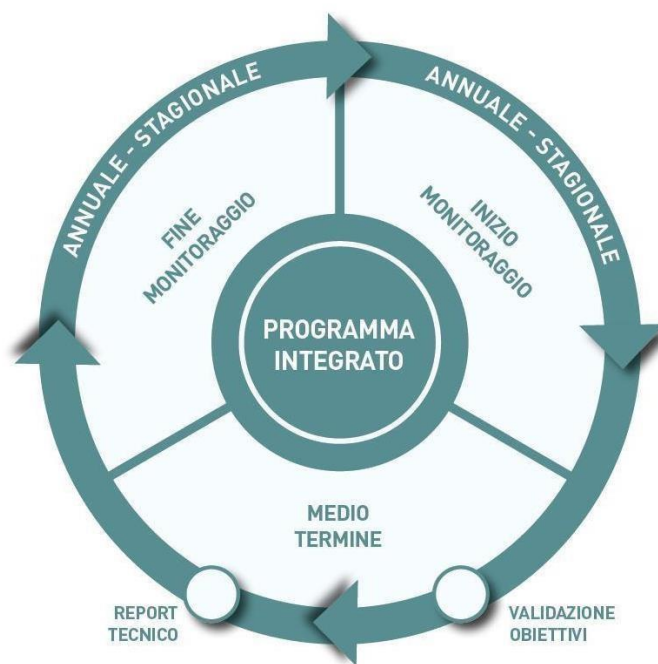 ANNUALE - STAGIONALE
ANNUALE - STAGIONALE
FINE
MONITORAGGIO
INIZIO
MONITORAGGIO
PROGRAMMA
INTEGRATO
MEDIO
TERMINE
REPORT
TECNICO
VALIDAZIONE
OBIETTIVI